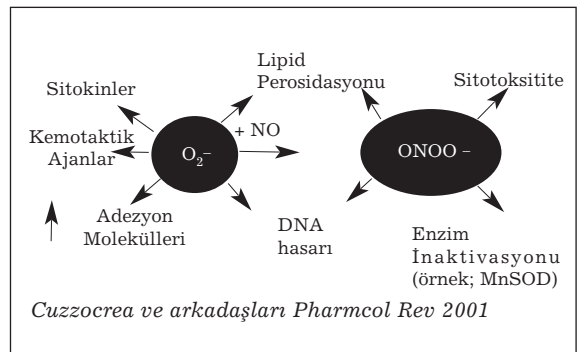 Sitokinler
Kemotaktik
Ajanlar
Adezyon
Molekülleri
O₂⁻
Lipid
Perosidasyonu
+ NO
DNA
hasarı
ONOO –
Sitotoksitite
Enzim
İnaktivasyonu
(örnek; MnSOD)
Cuzzocrea ve arkadaşları Pharmcol Rev 2001